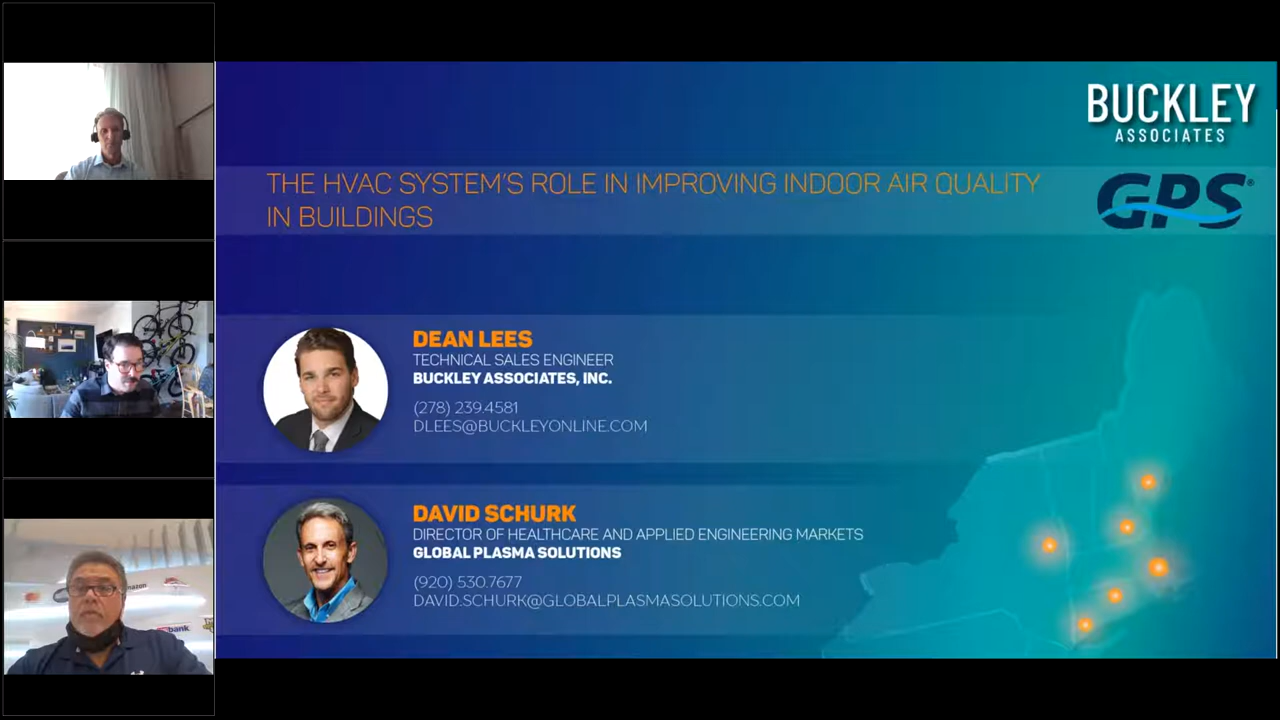 BUCKLEY
ASSOCIATES
THE HVAC SYSTEM'S ROLE IN IMPROVING INDOOR AIR QUALITY
IN BUILDINGS
GPS®
DEAN LEES
TECHNICAL SALES ENGINEER
BUCKLEY ASSOCIATES, INC.
(278) 239.4581
DLEES@BUCKLEYONLINE.COM
DAVID SCHURK
DIRECTOR OF HEALTHCARE AND APPLIED ENGINEERING MARKETS
GLOBAL PLASMA SOLUTIONS
(920) 530.7677
DAVID.SCHURK@GLOBALPLASMASOLUTIONS.COM